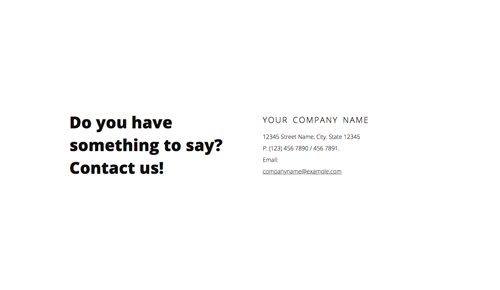 Do you have
something to say?
Contact us!
YOUR COMPANY NAME
12345 Street Name, City. State 12345
P: (123) 456 7890 / 456 7891.
Email:
companyname@example.com